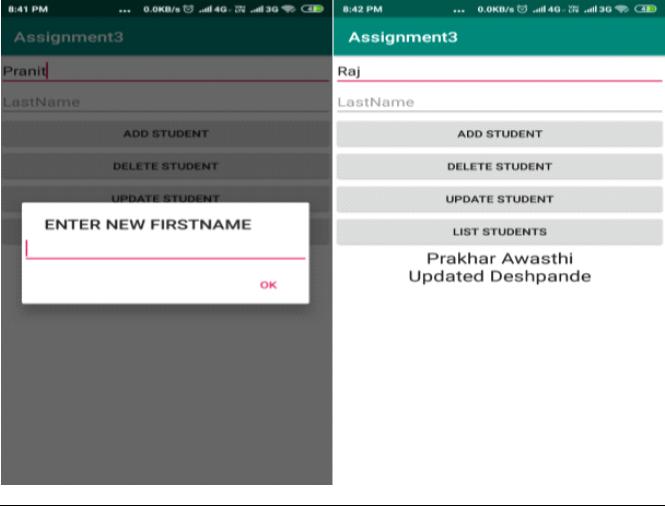 8:41 PM ... 0.0KB/s 4G 3G
Assignment3
Pranit
LastName
ADD STUDENT
DELETE STUDENT
UPDATE STUDENT
ENTER NEW FIRSTNAME
OK
8:42 PM ... 0.0KB/s 4G 3G
Assignment3
Raj
LastName
ADD STUDENT
DELETE STUDENT
UPDATE STUDENT
LIST STUDENTS
Prakhar Awasthi
Updated Deshpande